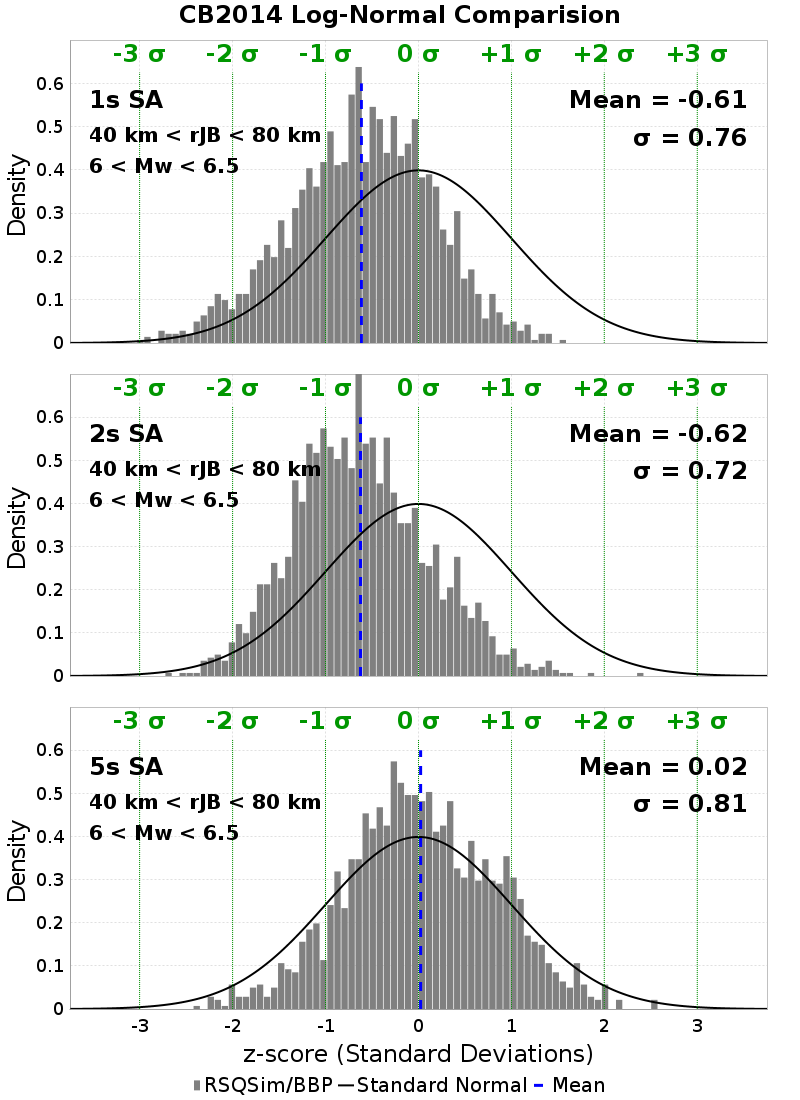 CB2014 Log-Normal Comparision
-3 σ -2 σ -1 σ 0 σ +1 σ +2 σ +3 σ
1s SA Mean = -0.61
40 km < rJB < 80 km σ = 0.76
6 < Mw < 6.5
Density
0.6
0.5
0.4
0.3
0.2
0.1
0
-3 σ -2 σ -1 σ 0 σ +1 σ +2 σ +3 σ
2s SA Mean = -0.62
40 km < rJB < 80 km σ = 0.72
6 < Mw < 6.5
Density
0.6
0.5
0.4
0.3
0.2
0.1
0
-3 σ -2 σ -1 σ 0 σ +1 σ +2 σ +3 σ
5s SA Mean = 0.02
40 km < rJB < 80 km σ = 0.81
6 < Mw < 6.5
Density
0.6
0.5
0.4
0.3
0.2
0.1
0
-3 -2 -1 0 1 2 3
z-score (Standard Deviations)
RSQSim/BBP Standard Normal Mean